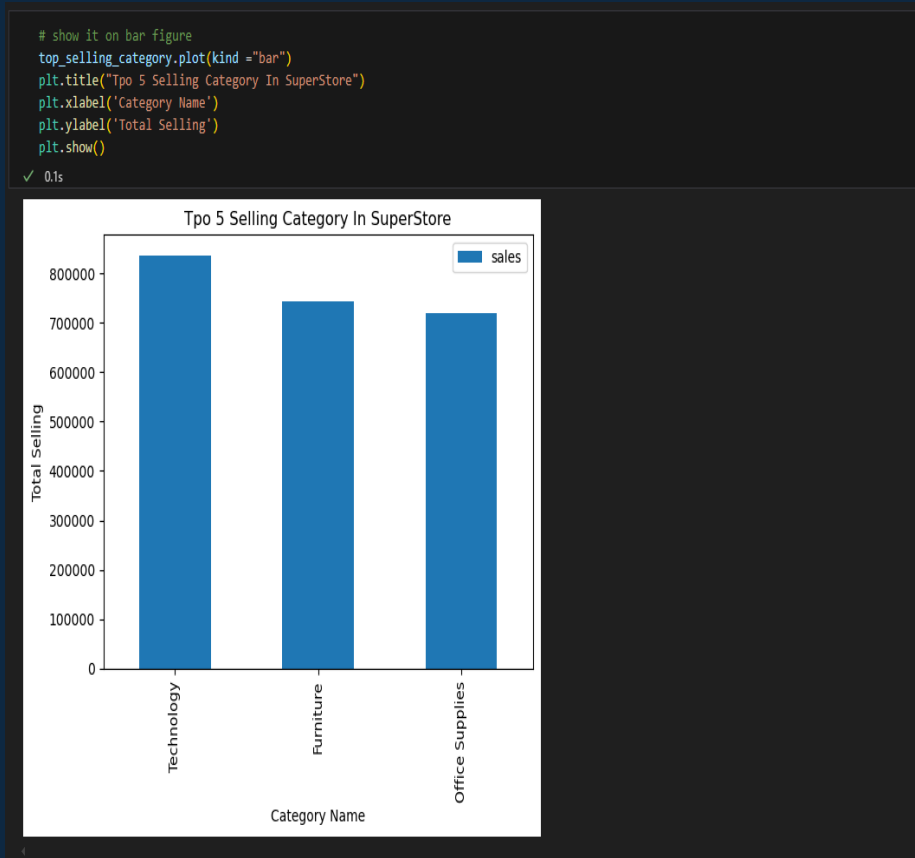 # show it on bar figure
top_selling_category.plot(kind ="bar")
plt.title("Tpo 5 Selling Category In SuperStore")
plt.xlabel('Category Name')
plt.ylabel('Total Selling')
plt.show()
✓ 0.1s
Tpo 5 Selling Category In SuperStore
sales
800000
700000
600000
500000
400000
300000
200000
100000
0
Total Selling
Technology
Furniture
Office Supplies
Category Name